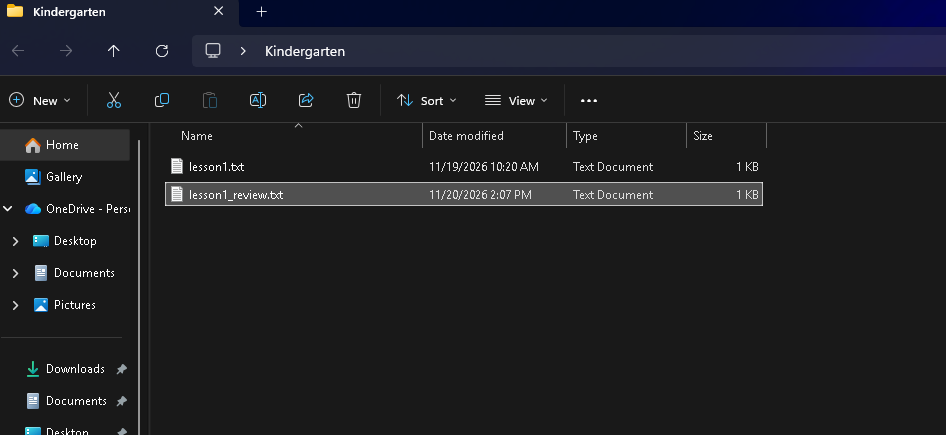 Kindergarten
Kindergarten
New Sort View
Name Date modified Type Size
Home
lesson1.txt 11/19/2026 10:20 AM Text Document 1 KB
Gallery
lesson1_review.txt 11/20/2026 2:07 PM Text Document 1 KB
OneDrive - Pers
Desktop
Documents
Pictures
Downloads
Documents
Desktop